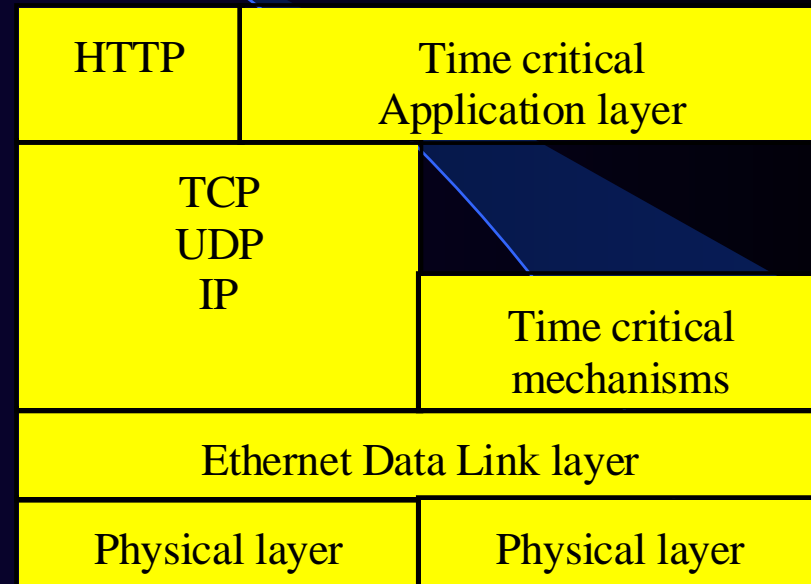 HTTP
Time critical
Application layer
TCP
UDP
IP
Time critical
mechanisms
Ethernet Data Link layer
Physical layer
Physical layer